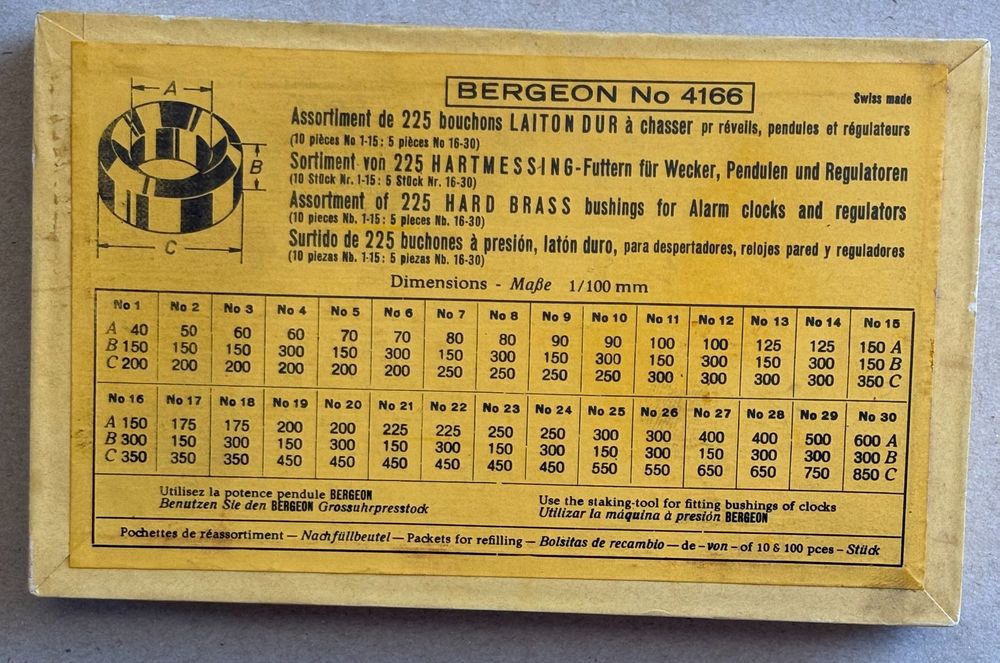 BERGEON No 4166
Swiss made
A
B
C
Assortiment de 225 bouchons LAITON DUR à chasser pr réveils, pendules et régulateurs
(10 pièces No 1-15: 5 pièces No 16-30)
Sortiment von 225 HARTMESSING-Futtern für Wecker, Pendulen und Regulatoren
(10 Stück Nr. 1-15: 5 Stück Nr. 16-30)
Assortment of 225 HARD BRASS bushings for Alarm clocks and regulators
(10 pieces Nb. 1-15: 5 pieces Nb. 16-30)
Surtido de 225 buchones à presión, latón duro, para despertadores, relojes pared y reguladores
(10 piezas Nb. 1-15: 5 piezas Nb. 16-30)
Dimensions - Maße 1/100 mm
No 1 No 2 No 3 No 4 No 5 No 6 No 7 No 8 No 9 No 10 No 11 No 12 No 13 No 14 No 15
A 40 50 60 60 70 70 80 80 90 90 100 100 125 125 150 A
B 150 150 150 300 150 300 150 300 150 300 150 300 150 300 150 B
C 200 200 200 200 200 200 250 250 250 250 300 300 300 300 350 C
No 16 No 17 No 18 No 19 No 20 No 21 No 22 No 23 No 24 No 25 No 26 No 27 No 28 No 29 No 30
A 150 175 175 200 200 225 225 250 250 300 300 400 400 500 600 A
B 300 150 300 150 300 150 300 150 300 150 300 150 300 300 300 B
C 350 350 350 450 450 450 450 450 450 550 550 650 650 750 850 C
Utilisez la potence pendule BERGEON
Benutzen Sie den BERGEON Grossuhrpresstock
Use the staking-tool for fitting bushings of clocks
Utilizar la máquina à presión BERGEON
Pochettes de réassortiment — Nachfüllbeutel — Packets for refilling — Bolsitas de recambio — de - von - of 10 & 100 pces - Stück